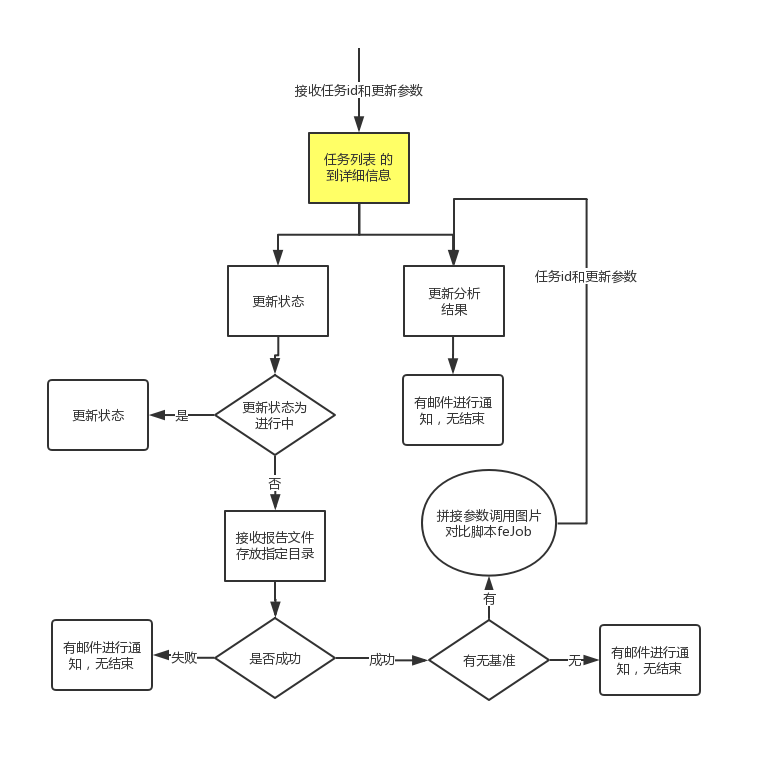 接收任务id和更新参数
任务列表 的
到详细信息
任务id和更新参数
更新状态
更新分析
结果
更新状态
是
更新状态为
进行中
有邮件进行通
知，无结束
否
接收报告文件
存放指定目录
拼接参数调用图片
对比脚本feJob
有
有邮件进行通
知，无结束
失败
是否成功
成功
有无基准
无
有邮件进行通
知，无结束